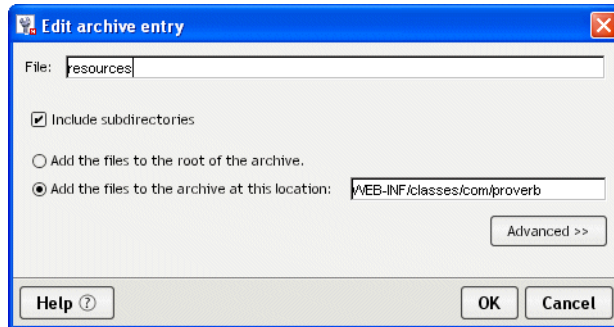 Edit archive entry
File: resources
Include subdirectories
Add the files to the root of the archive.
Add the files to the archive at this location: WEB-INF/classes/com/proverb
Advanced >>
Help ? OK Cancel